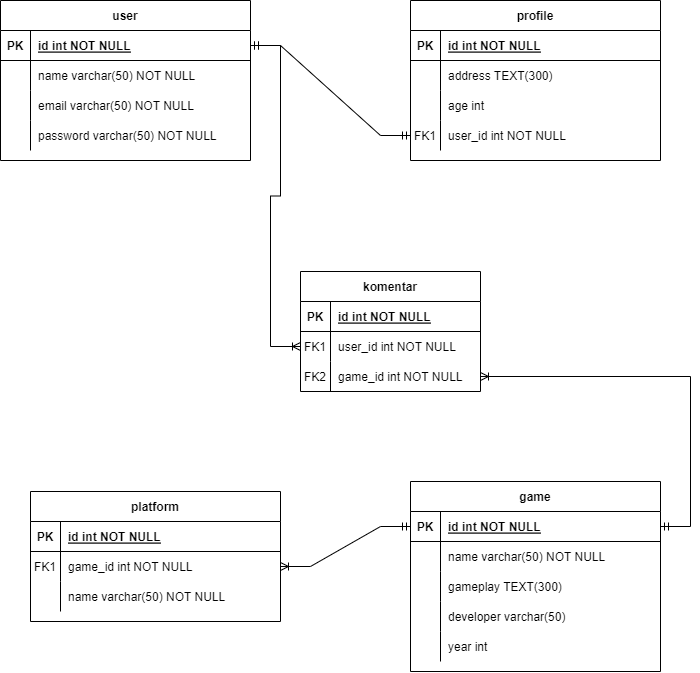 user
PK id int NOT NULL
name varchar(50) NOT NULL
email varchar(50) NOT NULL
password varchar(50) NOT NULL
profile
PK id int NOT NULL
address TEXT(300)
age int
FK1 user_id int NOT NULL
komentar
PK id int NOT NULL
FK1 user_id int NOT NULL
FK2 game_id int NOT NULL
platform
PK id int NOT NULL
FK1 game_id int NOT NULL
name varchar(50) NOT NULL
game
PK id int NOT NULL
name varchar(50) NOT NULL
gameplay TEXT(300)
developer varchar(50)
year int